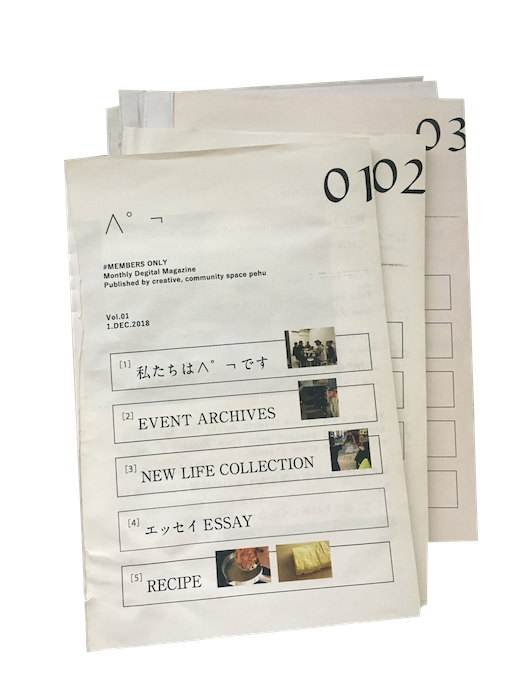 03
02
01
へ゜¬
#MEMBERS ONLY
Monthly Degital Magazine
Published by creative, community space pehu
Vol.01
1.DEC.2018
[1] 私たちはへ゜¬です
[2] EVENT ARCHIVES
[3] NEW LIFE COLLECTION
[4] エッセイ ESSAY
[5] RECIPE